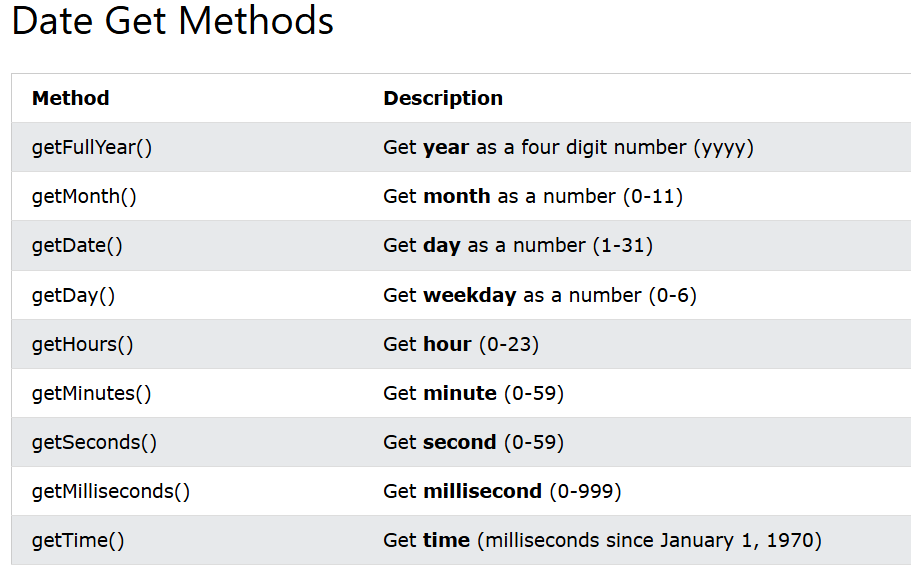 Date Get Methods
Method Description
getFullYear() Get year as a four digit number (yyyy)
getMonth() Get month as a number (0-11)
getDate() Get day as a number (1-31)
getDay() Get weekday as a number (0-6)
getHours() Get hour (0-23)
getMinutes() Get minute (0-59)
getSeconds() Get second (0-59)
getMilliseconds() Get millisecond (0-999)
getTime() Get time (milliseconds since January 1, 1970)